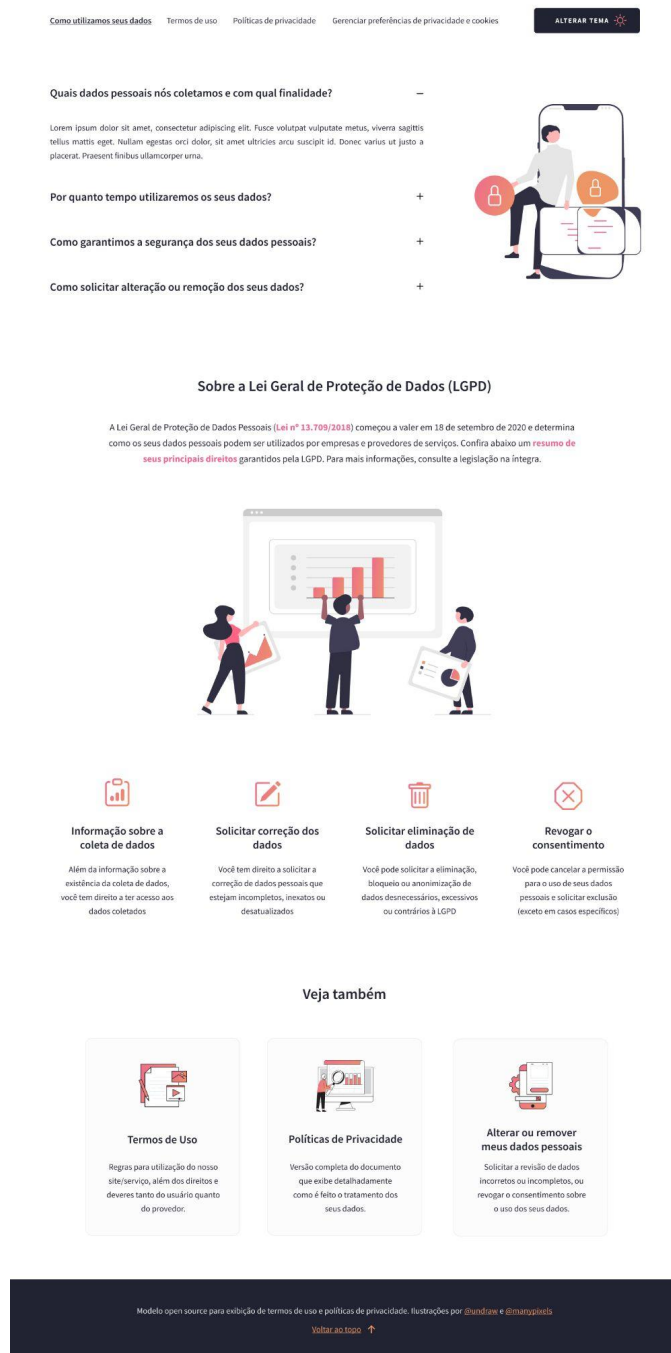 Como utilizamos seus dados Termos de uso Políticas de privacidade Gerenciar preferências de privacidade e cookies ALTERAR TEMA
Quais dados pessoais nós coletamos e com qual finalidade? −
Lorem ipsum dolor sit amet, consectetur adipiscing elit. Fusce volutpat vulputate metus, viverra sagittis
tellus mattis eget. Nullam egestas orci dolor, sit amet ultricies arcu suscipit id. Donec varius ut justo a
placerat. Praesent finibus ullamcorper urna.
Por quanto tempo utilizaremos os seus dados? +
Como garantimos a segurança dos seus dados pessoais? +
Como solicitar alteração ou remoção dos seus dados? +
Sobre a Lei Geral de Proteção de Dados (LGPD)
A Lei Geral de Proteção de Dados Pessoais (Lei nº 13.709/2018) começou a valer em 18 de setembro de 2020 e determina
como os seus dados pessoais podem ser utilizados por empresas e provedores de serviços. Confira abaixo um resumo de
seus principais direitos garantidos pela LGPD. Para mais informações, consulte a legislação na íntegra.
Informação sobre a
coleta de dados
Além da informação sobre a
existência da coleta de dados,
você tem direito a ter acesso aos
dados coletados
Solicitar correção dos
dados
Você tem direito a solicitar a
correção de dados pessoais que
estejam incompletos, inexatos ou
desatualizados
Solicitar eliminação de
dados
Você pode solicitar a eliminação,
bloqueio ou anonimização de
dados desnecessários, excessivos
ou contrários à LGPD
Revogar o
consentimento
Você pode cancelar a permissão
para o uso de seus dados
pessoais e solicitar exclusão
(exceto em casos específicos)
Veja também
Termos de Uso
Regras para utilização do nosso
site/serviço, além dos direitos e
deveres tanto do usuário quanto
do provedor.
Políticas de Privacidade
Versão completa do documento
que exibe detalhadamente
como é feito o tratamento dos
seus dados.
Alterar ou remover
meus dados pessoais
Solicitar a revisão de dados
incorretos ou incompletos, ou
revogar o consentimento sobre
o uso dos seus dados.
Modelo open source para exibição de termos de uso e políticas de privacidade. Ilustrações por @undraw e @manypixels
Voltar ao topo ↑